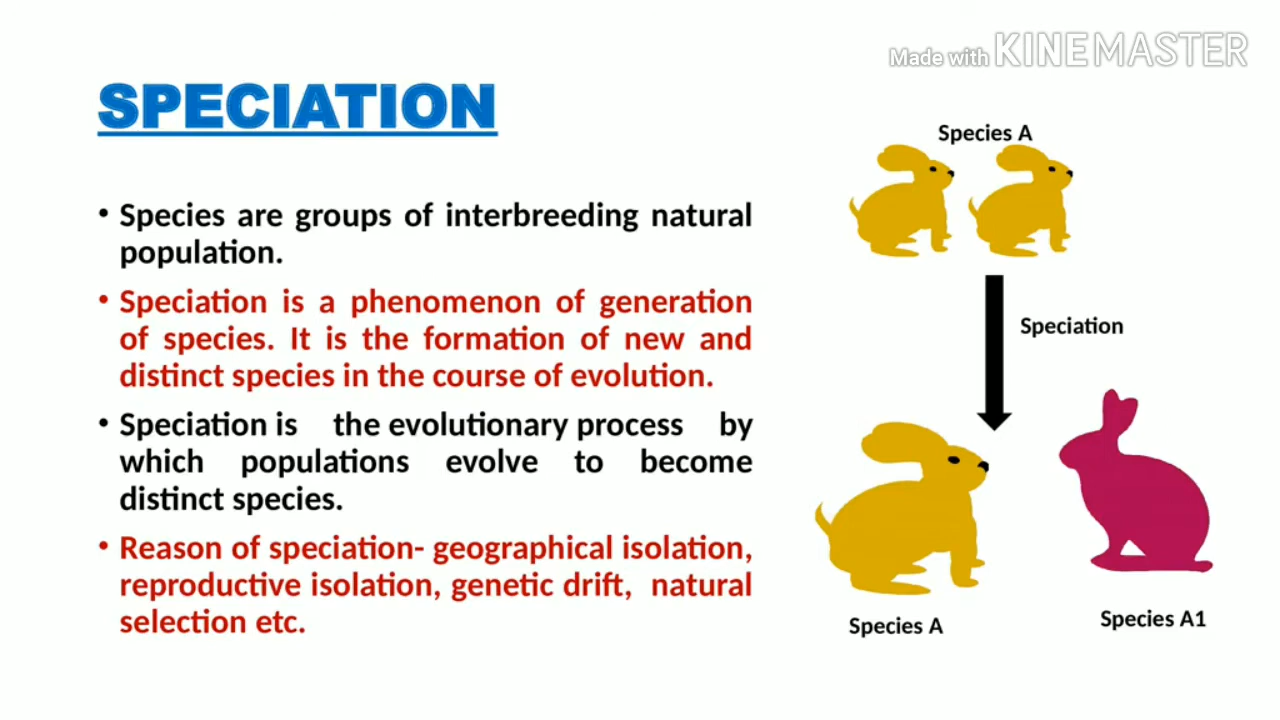 Made with KINEMASTER
SPECIATION
• Species are groups of interbreeding natural
population.
• Speciation is a phenomenon of generation
of species. It is the formation of new and
distinct species in the course of evolution.
• Speciation is the evolutionary process by
which populations evolve to become
distinct species.
• Reason of speciation- geographical isolation,
reproductive isolation, genetic drift, natural
selection etc.
Species A
Speciation
Species A
Species A1